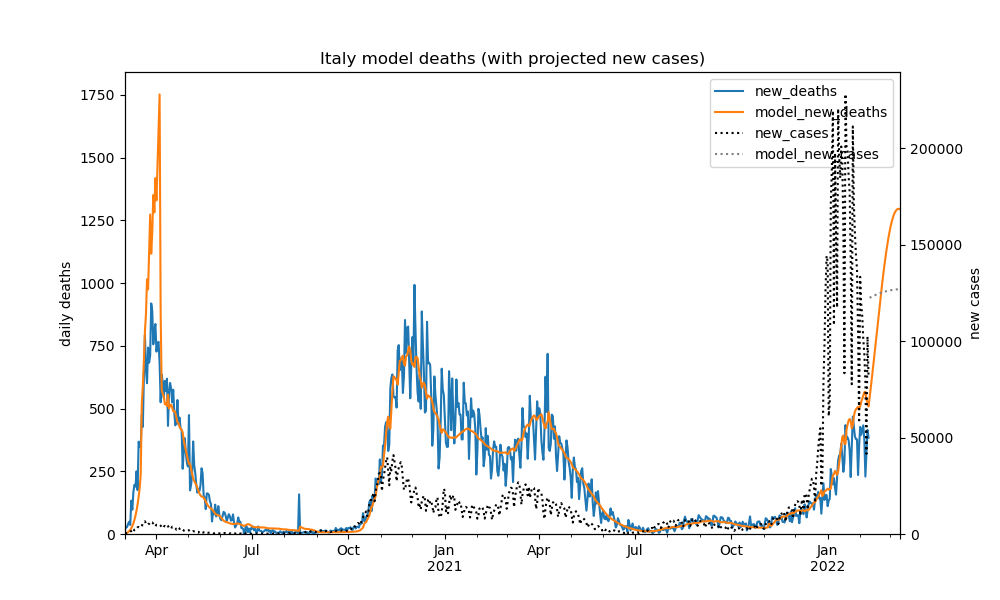 Italy model deaths (with projected new cases)
1750
1500
1250
1000
750
500
250
0
daily deaths
new_deaths
model_new_deaths
new_cases
model_new_cases
200000
150000
100000
50000
0
new cases
Apr
Jul
Oct
Jan
2021
Apr
Jul
Oct
Jan
2022